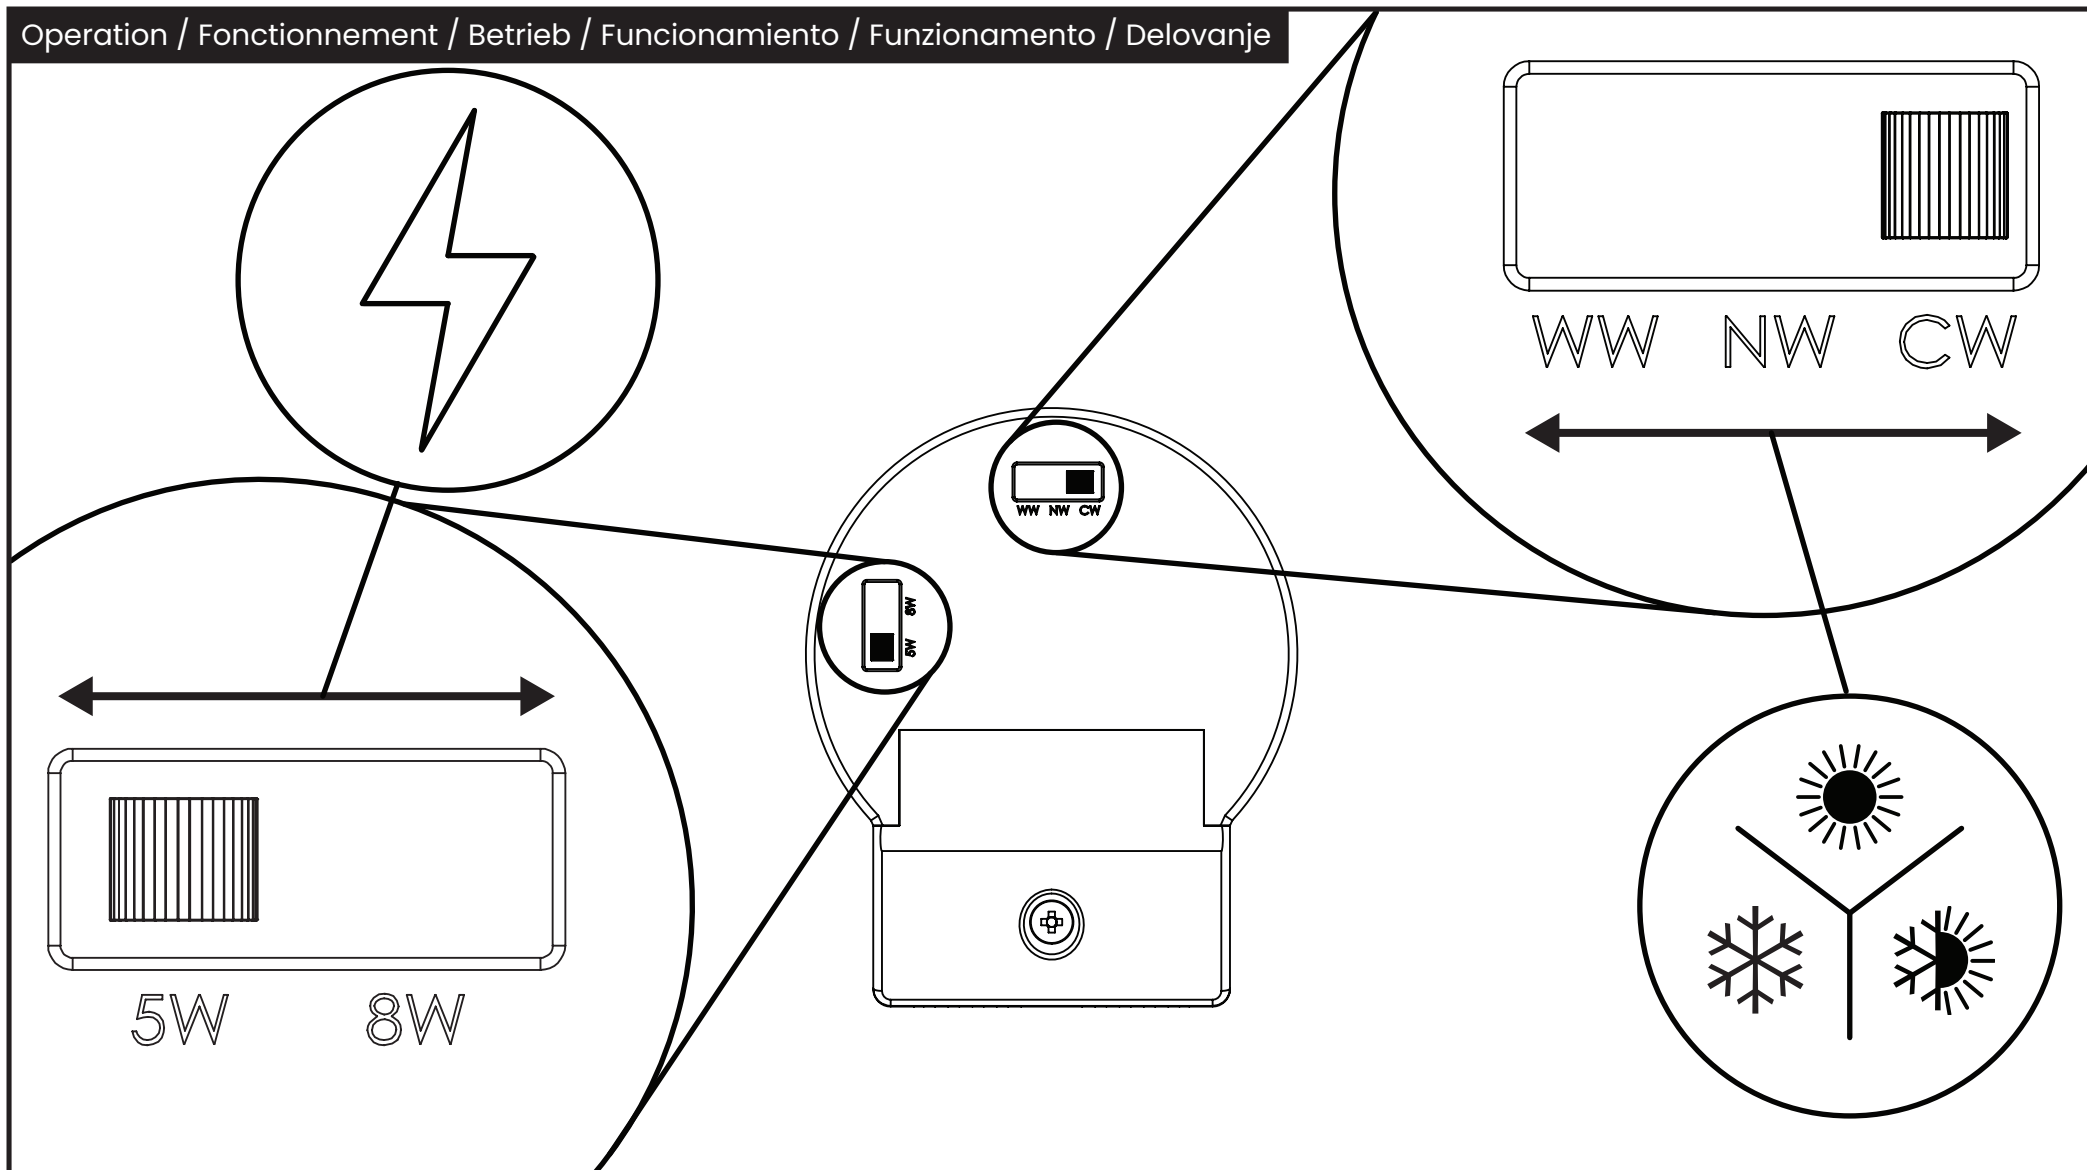 Operation / Fonctionnement / Betrieb / Funcionamiento / Funzionamento / Delovanje
WW NW CW
WW NW CW
8W
5W
5W 8W